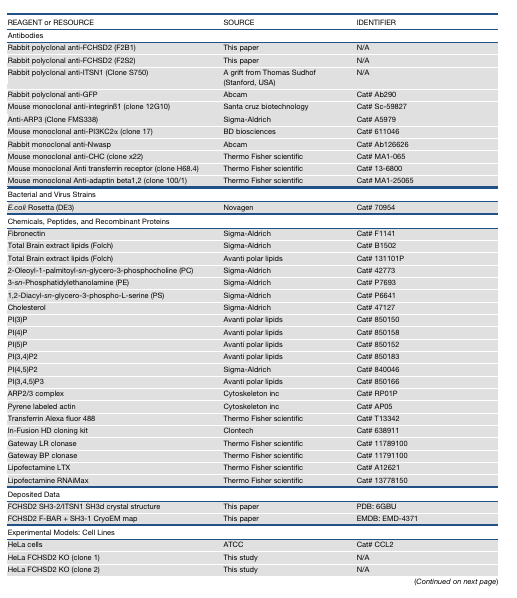 REAGENT or RESOURCE SOURCE IDENTIFIER
Antibodies
Rabbit polyclonal anti-FCHSD2 (F2B1) This paper N/A
Rabbit polyclonal anti-FCHSD2 (F2S2) This paper N/A
Rabbit polyclonal anti-ITSN1 (Clone S750) A grift from Thomas Sudhof N/A
(Stanford, USA)
Rabbit polyclonal anti-GFP Abcam Cat# Ab290
Mouse monoclonal anti-integrinß1 (clone 12G10) Santa cruz biotechnology Cat# Sc-59827
Anti-ARP3 (Clone FMS338) Sigma-Aldrich Cat# A5979
Mouse monoclonal anti-PI3KC2α (clone 17) BD biosciences Cat# 611046
Rabbit monoclonal anti-Nwasp Abcam Cat# Ab126626
Mouse monoclonal anti-CHC (clone x22) Thermo Fisher scientific Cat# MA1-065
Mouse monoclonal Anti transferrin receptor (clone H68.4) Thermo Fisher scientific Cat# 13-6800
Mouse monoclonal Anti-adaptin beta1,2 (clone 100/1) Thermo Fisher scientific Cat# MA1-25065
Bacterial and Virus Strains
E.coli Rosetta (DE3) Novagen Cat# 70954
Chemicals, Peptides, and Recombinant Proteins
Fibronectin Sigma-Aldrich Cat# F1141
Total Brain extract lipids (Folch) Sigma-Aldrich Cat# B1502
Total Brain extract lipids (Folch) Avanti polar lipids Cat# 131101P
2-Oleoyl-1-palmitoyl-sn-glycero-3-phosphocholine (PC) Sigma-Aldrich Cat# 42773
3-sn-Phosphatidylethanolamine (PE) Sigma-Aldrich Cat# P7693
1,2-Diacyl-sn-glycero-3-phospho-L-serine (PS) Sigma-Aldrich Cat# P6641
Cholesterol Sigma-Aldrich Cat# 47127
PI(3)P Avanti polar lipids Cat# 850150
PI(4)P Avanti polar lipids Cat# 850158
PI(5)P Avanti polar lipids Cat# 850152
PI(3,4)P2 Avanti polar lipids Cat# 850183
PI(4,5)P2 Sigma-Aldrich Cat# 840046
PI(3,4,5)P3 Avanti polar lipids Cat# 850166
ARP2/3 complex Cytoskeleton inc Cat# RP01P
Pyrene labeled actin Cytoskeleton inc Cat# AP05
Transferrin Alexa fluor 488 Thermo Fisher scientific Cat# T13342
In-Fusion HD cloning kit Clontech Cat# 638911
Gateway LR clonase Thermo Fisher scientific Cat# 11789100
Gateway BP clonase Thermo Fisher scientific Cat# 11791100
Lipofectamine LTX Thermo Fisher scientific Cat# A12621
Lipofectamine RNAiMax Thermo Fisher scientific Cat# 13778150
Deposited Data
FCHSD2 SH3-2/ITSN1 SH3d crystal structure This paper PDB: 6GBU
FCHSD2 F-BAR + SH3-1 CryoEM map This paper EMDB: EMD-4371
Experimental Models: Cell Lines
HeLa cells ATCC Cat# CCL2
HeLa FCHSD2 KO (clone 1) This study N/A
HeLa FCHSD2 KO (clone 2) This study N/A
(Continued on next page)